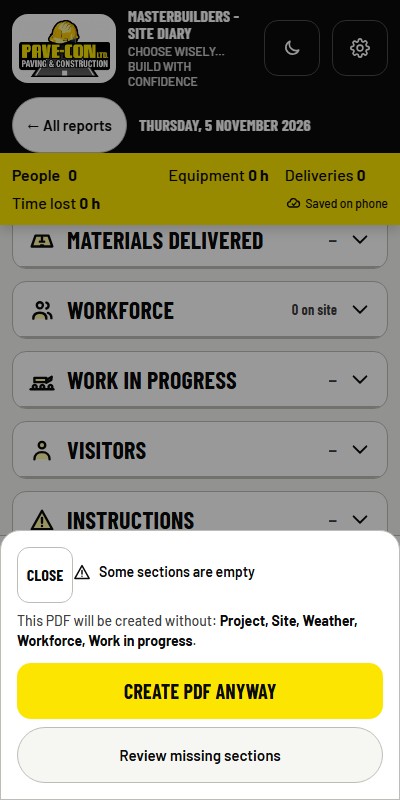 PAVE-CON LTD.
PAVING & CONSTRUCTION
MASTERBUILDERS -
SITE DIARY
CHOOSE WISELY...
BUILD WITH
CONFIDENCE
← All reports
THURSDAY, 5 NOVEMBER 2026
People 0
Equipment 0 h
Deliveries 0
Time lost 0 h
Saved on phone
MATERIALS DELIVERED
–
WORKFORCE
0 on site
WORK IN PROGRESS
–
VISITORS
–
INSTRUCTIONS
–
CLOSE
Some sections are empty
This PDF will be created without: Project, Site, Weather,
Workforce, Work in progress.
CREATE PDF ANYWAY
Review missing sections